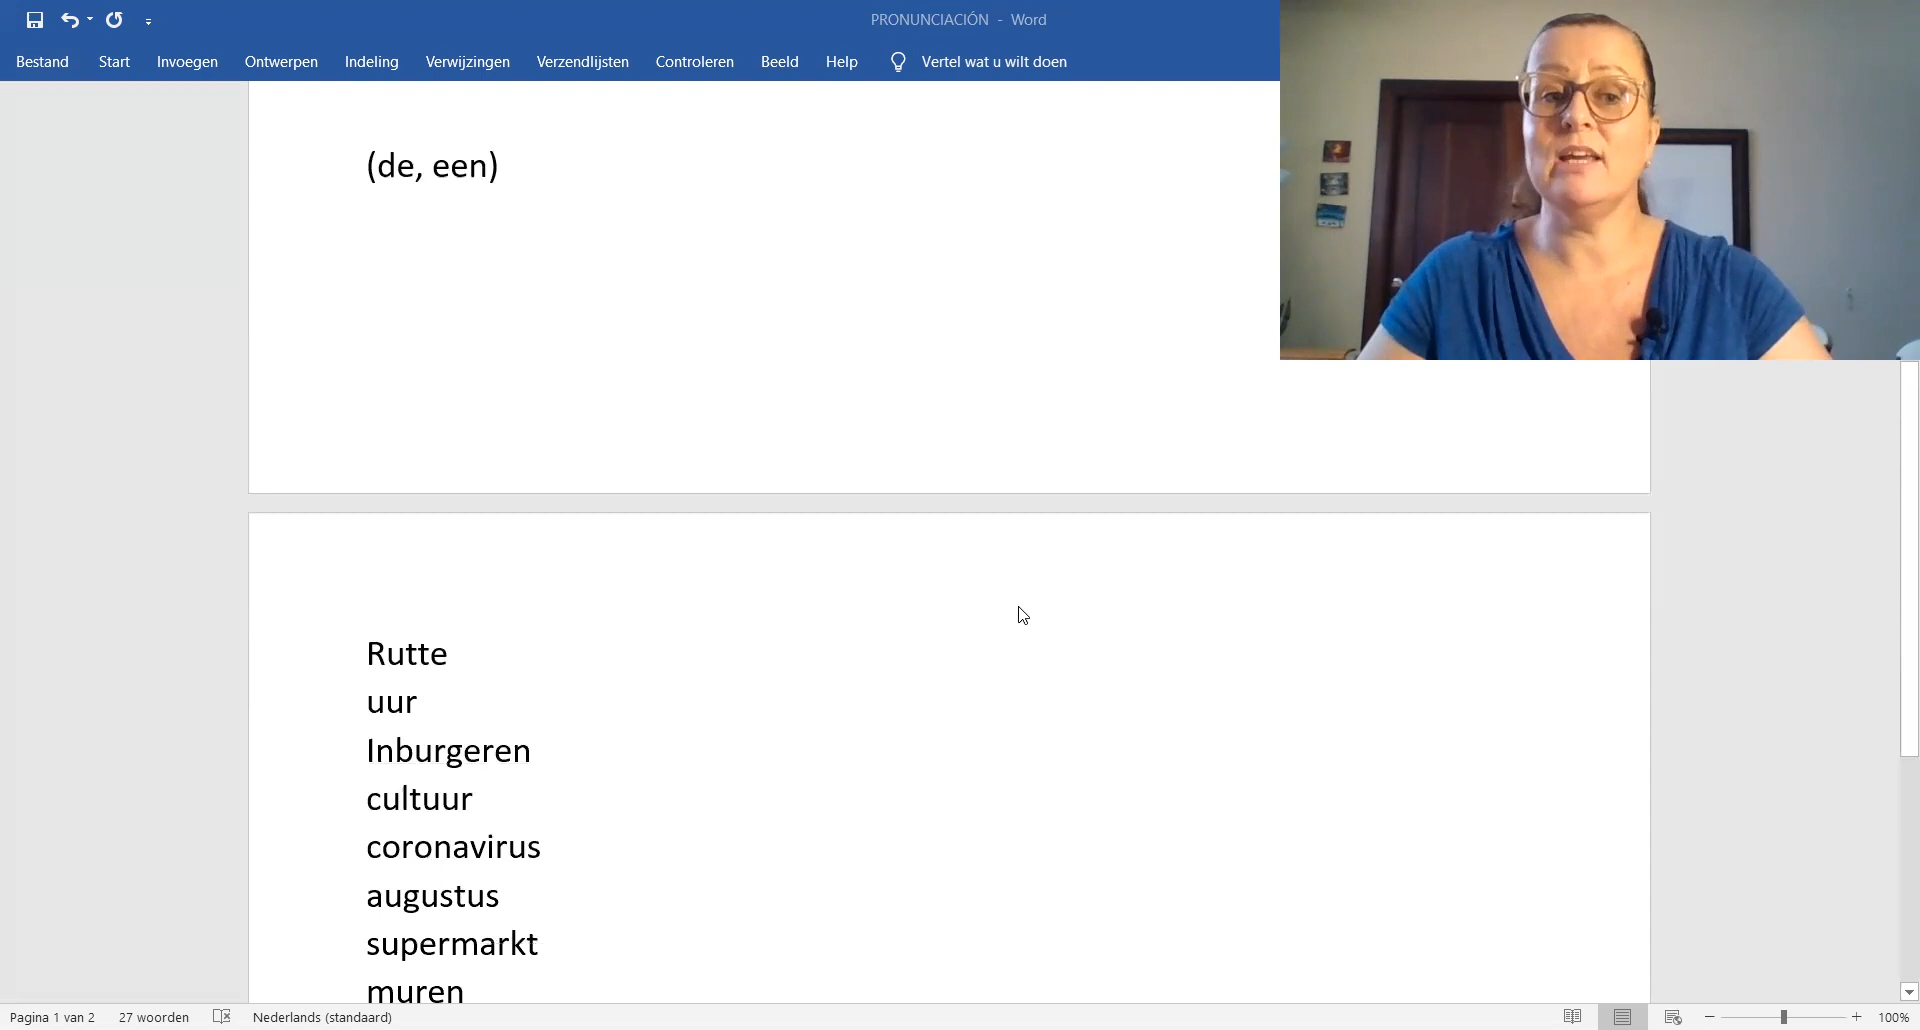 PRONUNCIACIÓN - Word
Bestand Start Invoegen Ontwerpen Indeling Verwijzingen Verzendlijsten Controleren Beeld Help Vertel wat u wilt doen
(de, een)
Rutte
uur
Inburgeren
cultuur
coronavirus
augustus
supermarkt
muren
Pagina 1 van 2 27 woorden Nederlands (standaard) 100%